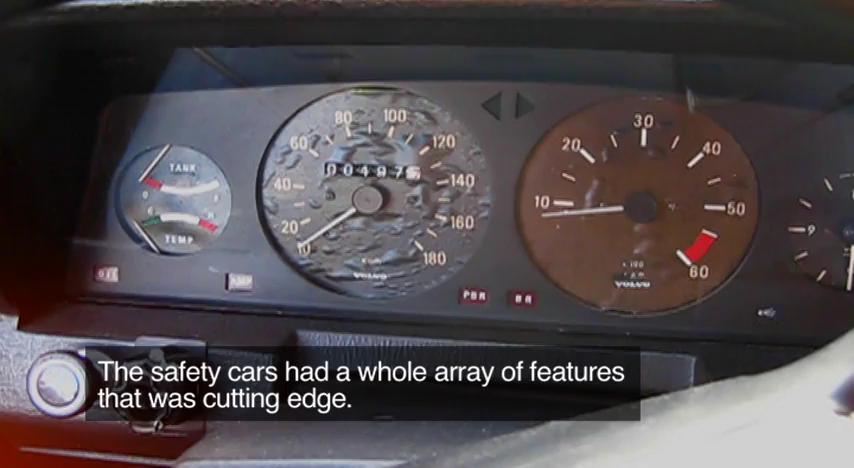 TANK
TEMP
10
20
40
60
80
100
120
140
160
180
VOLVO
10
20
30
40
50
60
VOLVO
PBR
9
The safety cars had a whole array of features
that was cutting edge.